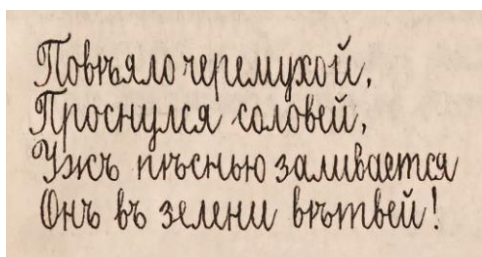 Повѣяло черемухой,
Проснулся соловей,
Ужъ пѣснью заливается
Онъ въ зелени вѣтвей!